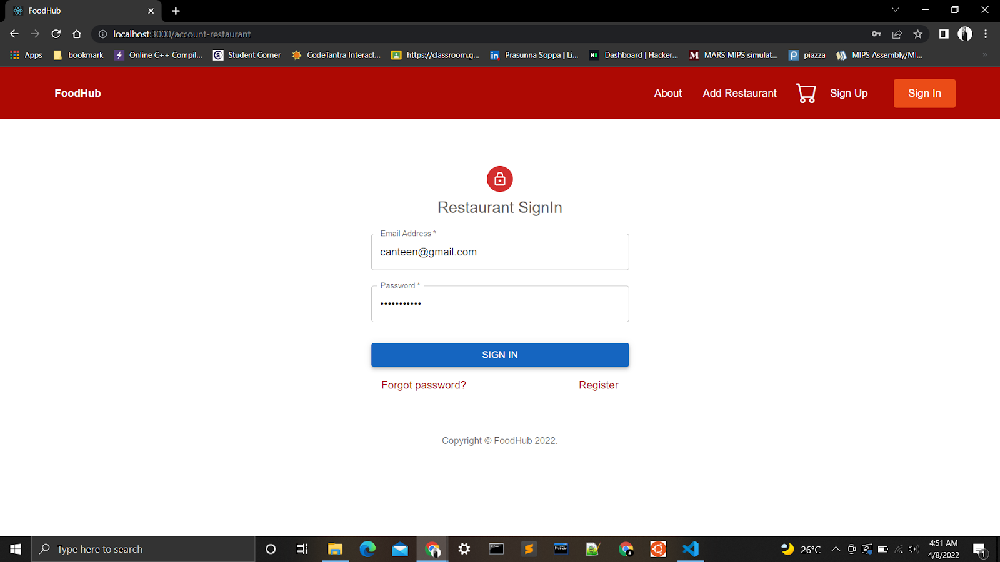 FoodHub
localhost:3000/account-restaurant
Apps bookmark Online C++ Compil... Student Corner CodeTantra Interact... https://classroom.g... Prasunna Soppa | Li... Dashboard | Hacker... MARS MIPS simulat... piazza MIPS Assembly/MI... »
FoodHub About Add Restaurant Sign Up Sign In
Restaurant SignIn
Email Address *
canteen@gmail.com
Password *
•••••••••••
SIGN IN
Forgot password? Register
Copyright © FoodHub 2022.
Type here to search 26°C 4:51 AM
4/8/2022
1